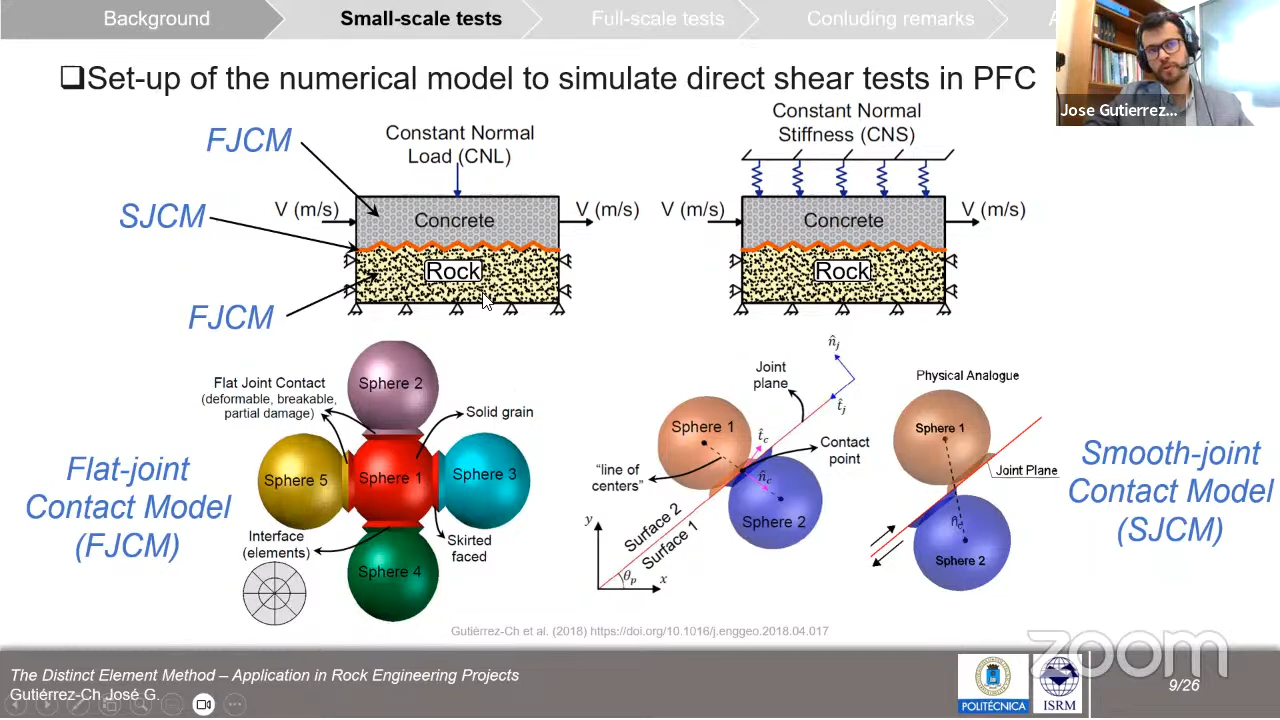 Background
Small-scale tests
Full-scale tests
Conluding remarks
A
Jose Gutierrez...
❑Set-up of the numerical model to simulate direct shear tests in PFC
FJCM
SJCM
FJCM
Constant Normal
Load (CNL)
V (m/s)
V (m/s)
Concrete
Rock
Constant Normal
Stiffness (CNS)
V (m/s)
V (m/s)
Concrete
Rock
Flat-joint
Contact Model
(FJCM)
Flat Joint Contact
(deformable, breakable,
partial damage)
Sphere 2
Solid grain
Sphere 5
Sphere 1
Sphere 3
Interface
(elements)
Skirted
faced
Sphere 4
Joint
plane
n̂j
t̂j
Sphere 1
t̂c
Contact
point
“line of
centers”
n̂c
Sphere 2
Surface 2
Surface 1
y
θp
x
Physical Analogue
Sphere 1
Joint Plane
n̂c
Sphere 2
Smooth-joint
Contact Model
(SJCM)
Gutiérrez-Ch et al. (2018) https://doi.org/10.1016/j.enggeo.2018.04.017
zoom
The Distinct Element Method – Application in Rock Engineering Projects
Gutiérrez-Ch José G.
POLITÉCNICA
ISRM
9/26